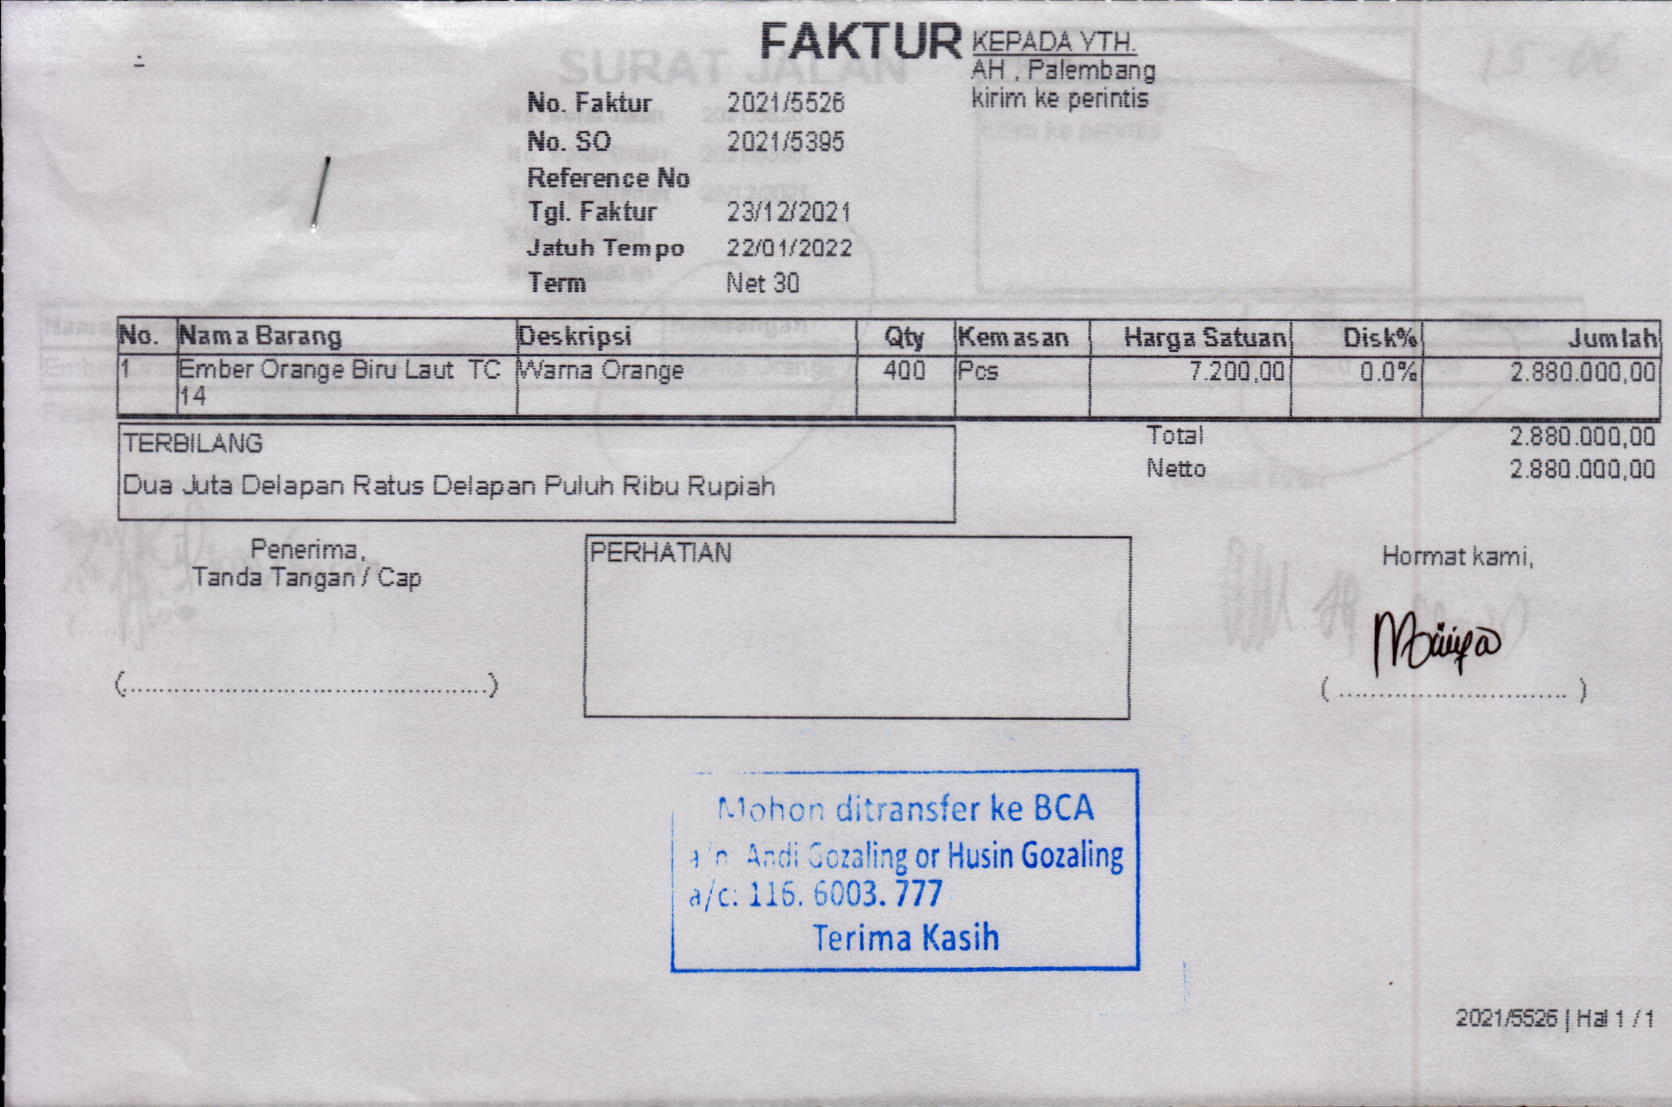 FAKTUR
KEPADA YTH.
AH , Palembang
kirim ke perintis
No. Faktur 2021/5526
No. SO 2021/5395
Reference No
Tgl. Faktur 23/12/2021
Jatuh Tempo 22/01/2022
Term Net 30
No. Nama Barang Deskripsi Qty Kemasan Harga Satuan Disk% Jumlah
1 Ember Orange Biru Laut TC Warna Orange 400 Pcs 7.200,00 0.0% 2.880.000,00
14
TERBILANG
Dua Juta Delapan Ratus Delapan Puluh Ribu Rupiah
Total 2.880.000,00
Netto 2.880.000,00
Penerima,
Tanda Tangan / Cap
(..................................................)
PERHATIAN
Hormat kami,
( ............................... )
Mohon ditransfer ke BCA
a/n. Andi Gozaling or Husin Gozaling
a/c: 116. 6003. 777
Terima Kasih
2021/5526 | Hal 1 / 1